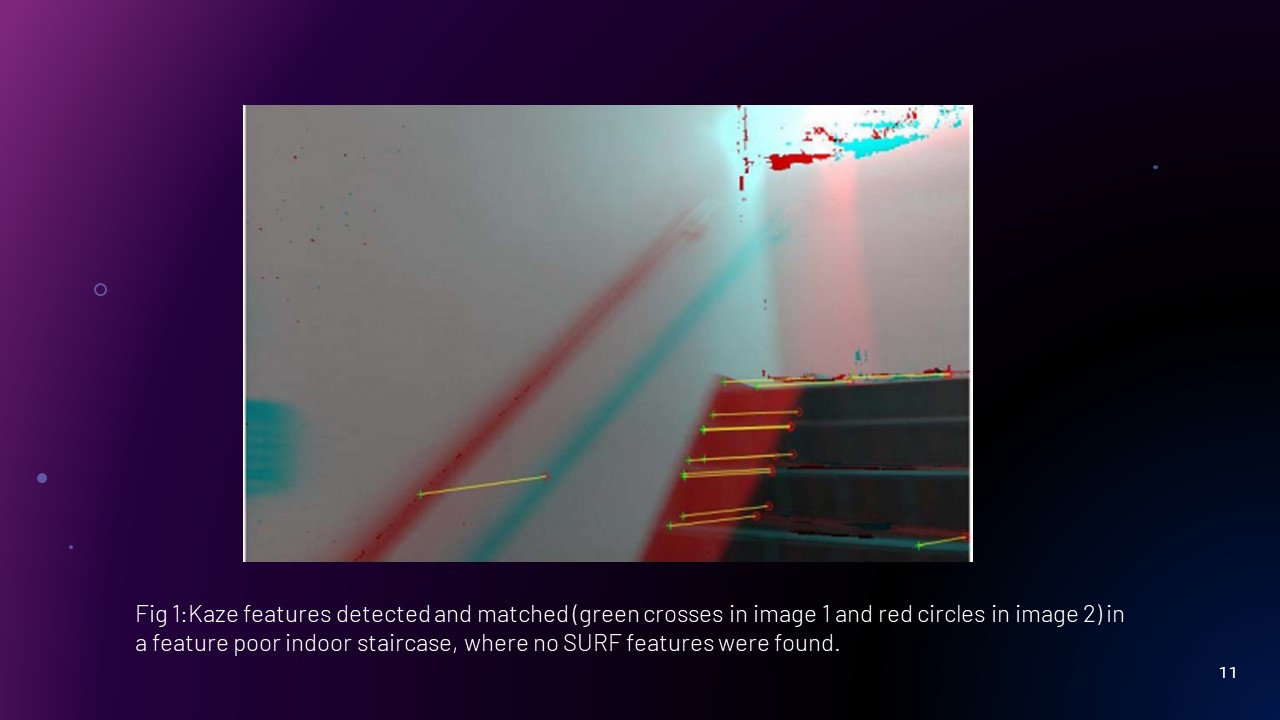 Fig 1:Kaze features detected and matched (green crosses in image 1 and red circles in image 2) in
a feature poor indoor staircase, where no SURF features were found.
11